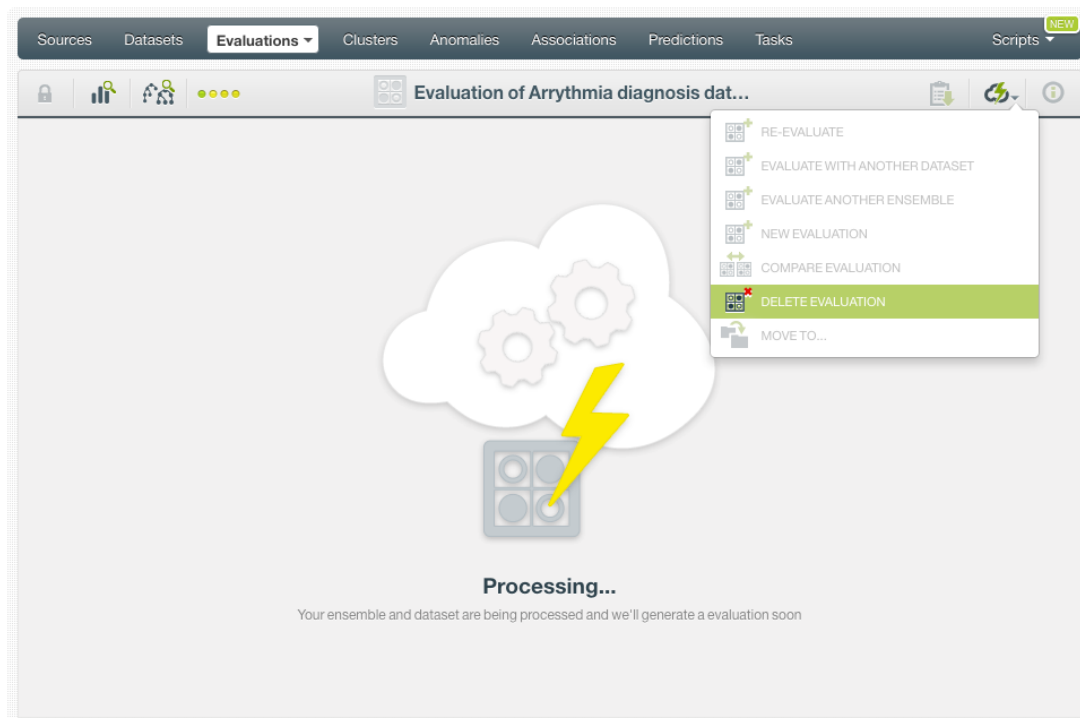 NEW
Sources Datasets Evaluations Clusters Anomalies Associations Predictions Tasks Scripts
Evaluation of Arrythmia diagnosis dat...
RE-EVALUATE
EVALUATE WITH ANOTHER DATASET
EVALUATE ANOTHER ENSEMBLE
NEW EVALUATION
COMPARE EVALUATION
DELETE EVALUATION
MOVE TO...
Processing...
Your ensemble and dataset are being processed and we'll generate a evaluation soon